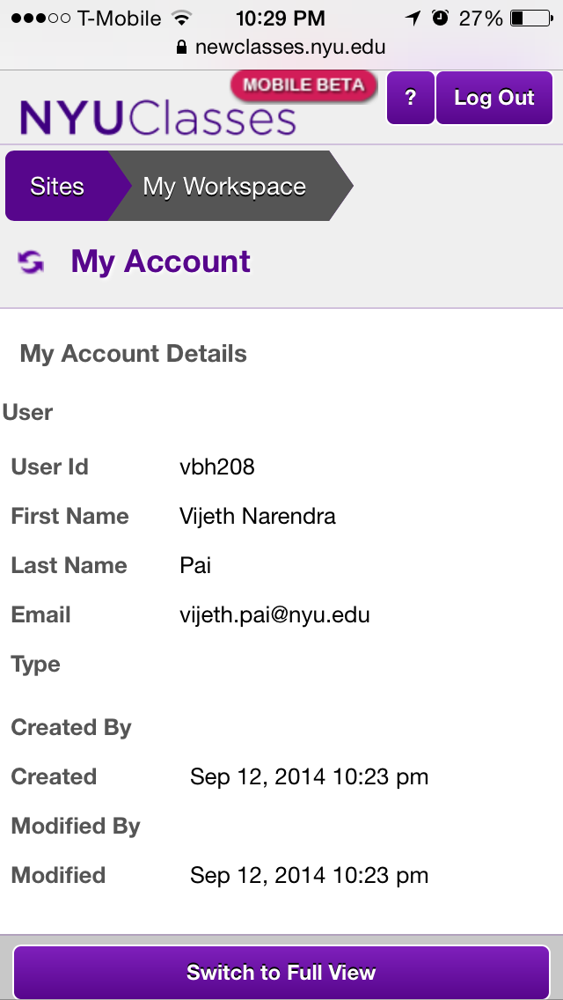 T-Mobile 10:29 PM 27%
newclasses.nyu.edu
MOBILE BETA
NYUClasses ? Log Out
Sites My Workspace
My Account
My Account Details
User
User Id vbh208
First Name Vijeth Narendra
Last Name Pai
Email vijeth.pai@nyu.edu
Type
Created By
Created Sep 12, 2014 10:23 pm
Modified By
Modified Sep 12, 2014 10:23 pm
Switch to Full View